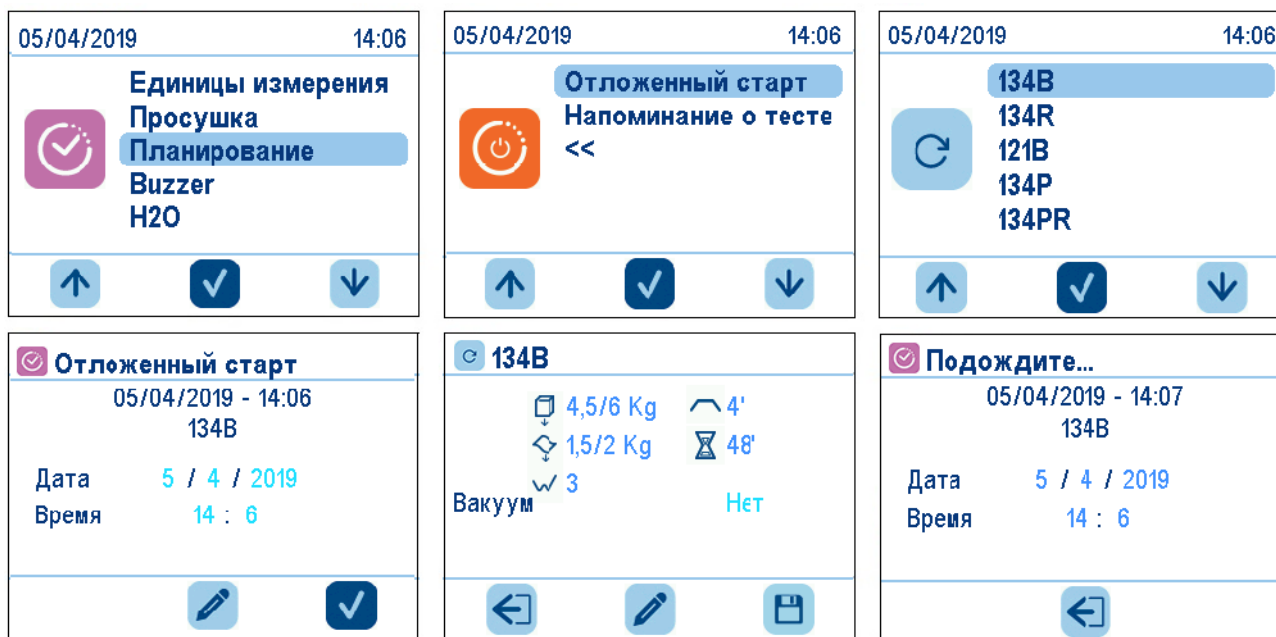 05/04/2019 14:06
Единицы измерения
Просушка
Планирование
Buzzer
H2O
05/04/2019 14:06
Отложенный старт
Напоминание о тесте
<<
05/04/2019 14:06
134B
134R
121B
134P
134PR
Отложенный старт
05/04/2019 - 14:06
134B
Дата 5 / 4 / 2019
Время 14 : 6
134B
4,5/6 Kg 4'
1,5/2 Kg 48'
3
Вакуум Нет
Подождите...
05/04/2019 - 14:07
134B
Дата 5 / 4 / 2019
Время 14 : 6